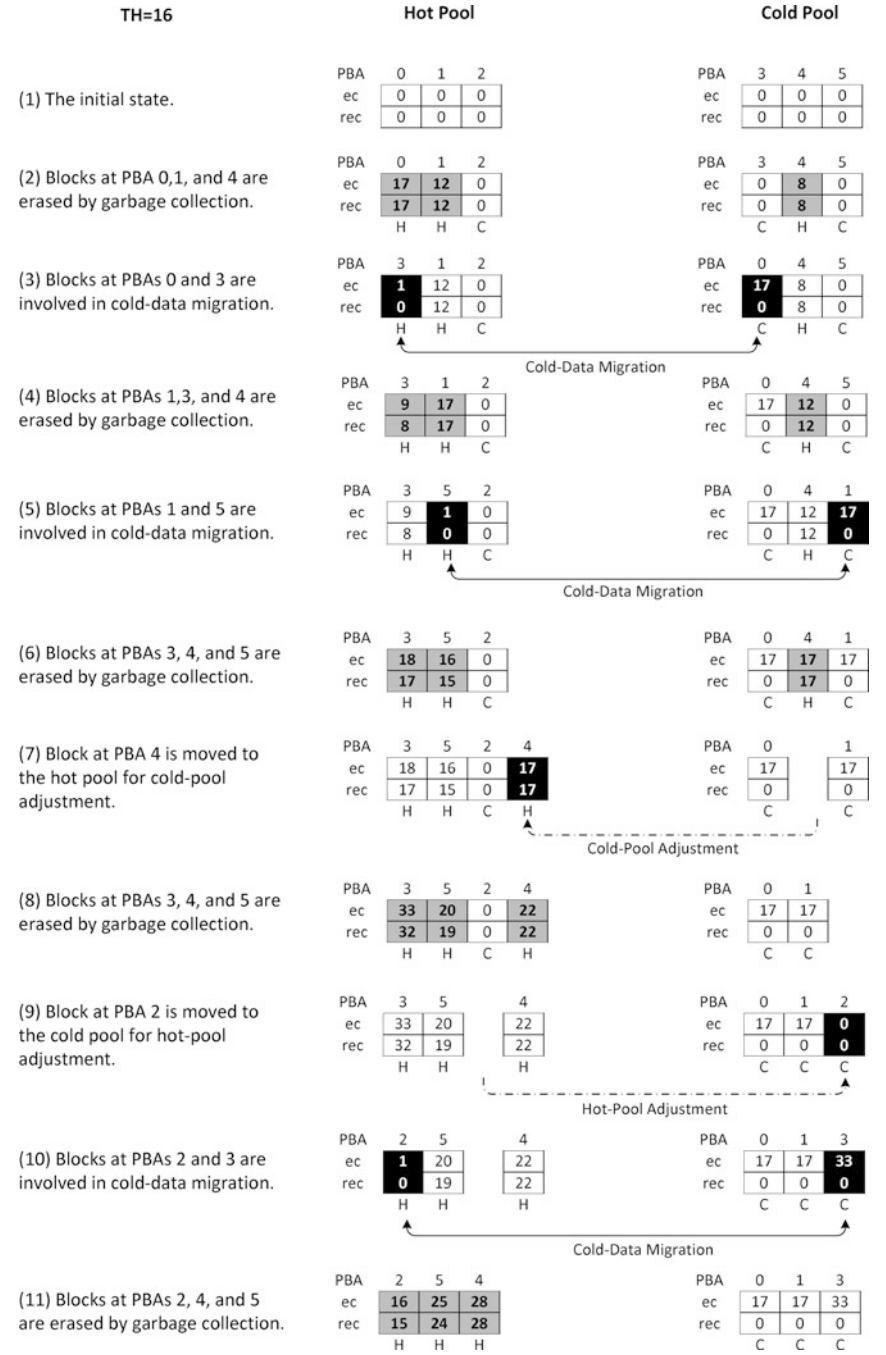 TH=16 Hot Pool Cold Pool
PBA 0 1 2 PBA 3 4 5
(1) The initial state. ec 0 0 0 ec 0 0 0
rec 0 0 0 rec 0 0 0
PBA 0 1 2 PBA 3 4 5
(2) Blocks at PBA 0,1, and 4 are ec 17 12 0 ec 0 8 0
erased by garbage collection. rec 17 12 0 rec 0 8 0
H H C C H C
PBA 3 1 2 PBA 0 4 5
(3) Blocks at PBAs 0 and 3 are ec 1 12 0 ec 17 8 0
involved in cold-data migration. rec 0 12 0 rec 0 8 0
H H C C H C
Cold-Data Migration
PBA 3 1 2 PBA 0 4 5
(4) Blocks at PBAs 1,3, and 4 are ec 9 17 0 ec 17 12 0
erased by garbage collection. rec 8 17 0 rec 0 12 0
H H C C H C
PBA 3 5 2 PBA 0 4 1
(5) Blocks at PBAs 1 and 5 are ec 9 1 0 ec 17 12 17
involved in cold-data migration. rec 8 0 0 rec 0 12 0
H H C C H C
Cold-Data Migration
PBA 3 5 2 PBA 0 4 1
(6) Blocks at PBAs 3, 4, and 5 are ec 18 16 0 ec 17 17 17
erased by garbage collection. rec 17 15 0 rec 0 17 0
H H C C H C
(7) Block at PBA 4 is moved to PBA 3 5 2 4 PBA 0 1
the hot pool for cold-pool ec 18 16 0 17 ec 17 17
adjustment. rec 17 15 0 17 rec 0 0
H H C H C C
Cold-Pool Adjustment
PBA 3 5 2 4 PBA 0 1
(8) Blocks at PBAs 3, 4, and 5 are ec 33 20 0 22 ec 17 17
erased by garbage collection. rec 32 19 0 22 rec 0 0
H H C H C C
(9) Block at PBA 2 is moved to PBA 3 5 4 PBA 0 1 2
the cold pool for hot-pool ec 33 20 22 ec 17 17 0
adjustment. rec 32 19 22 rec 0 0 0
H H H C C C
Hot-Pool Adjustment
PBA 2 5 4 PBA 0 1 3
(10) Blocks at PBAs 2 and 3 are ec 1 20 22 ec 17 17 33
involved in cold-data migration. rec 0 19 22 rec 0 0 0
H H H C C C
Cold-Data Migration
PBA 2 5 4 PBA 0 1 3
(11) Blocks at PBAs 2, 4, and 5 ec 16 25 28 ec 17 17 33
are erased by garbage collection. rec 15 24 28 rec 0 0 0
H H H C C C